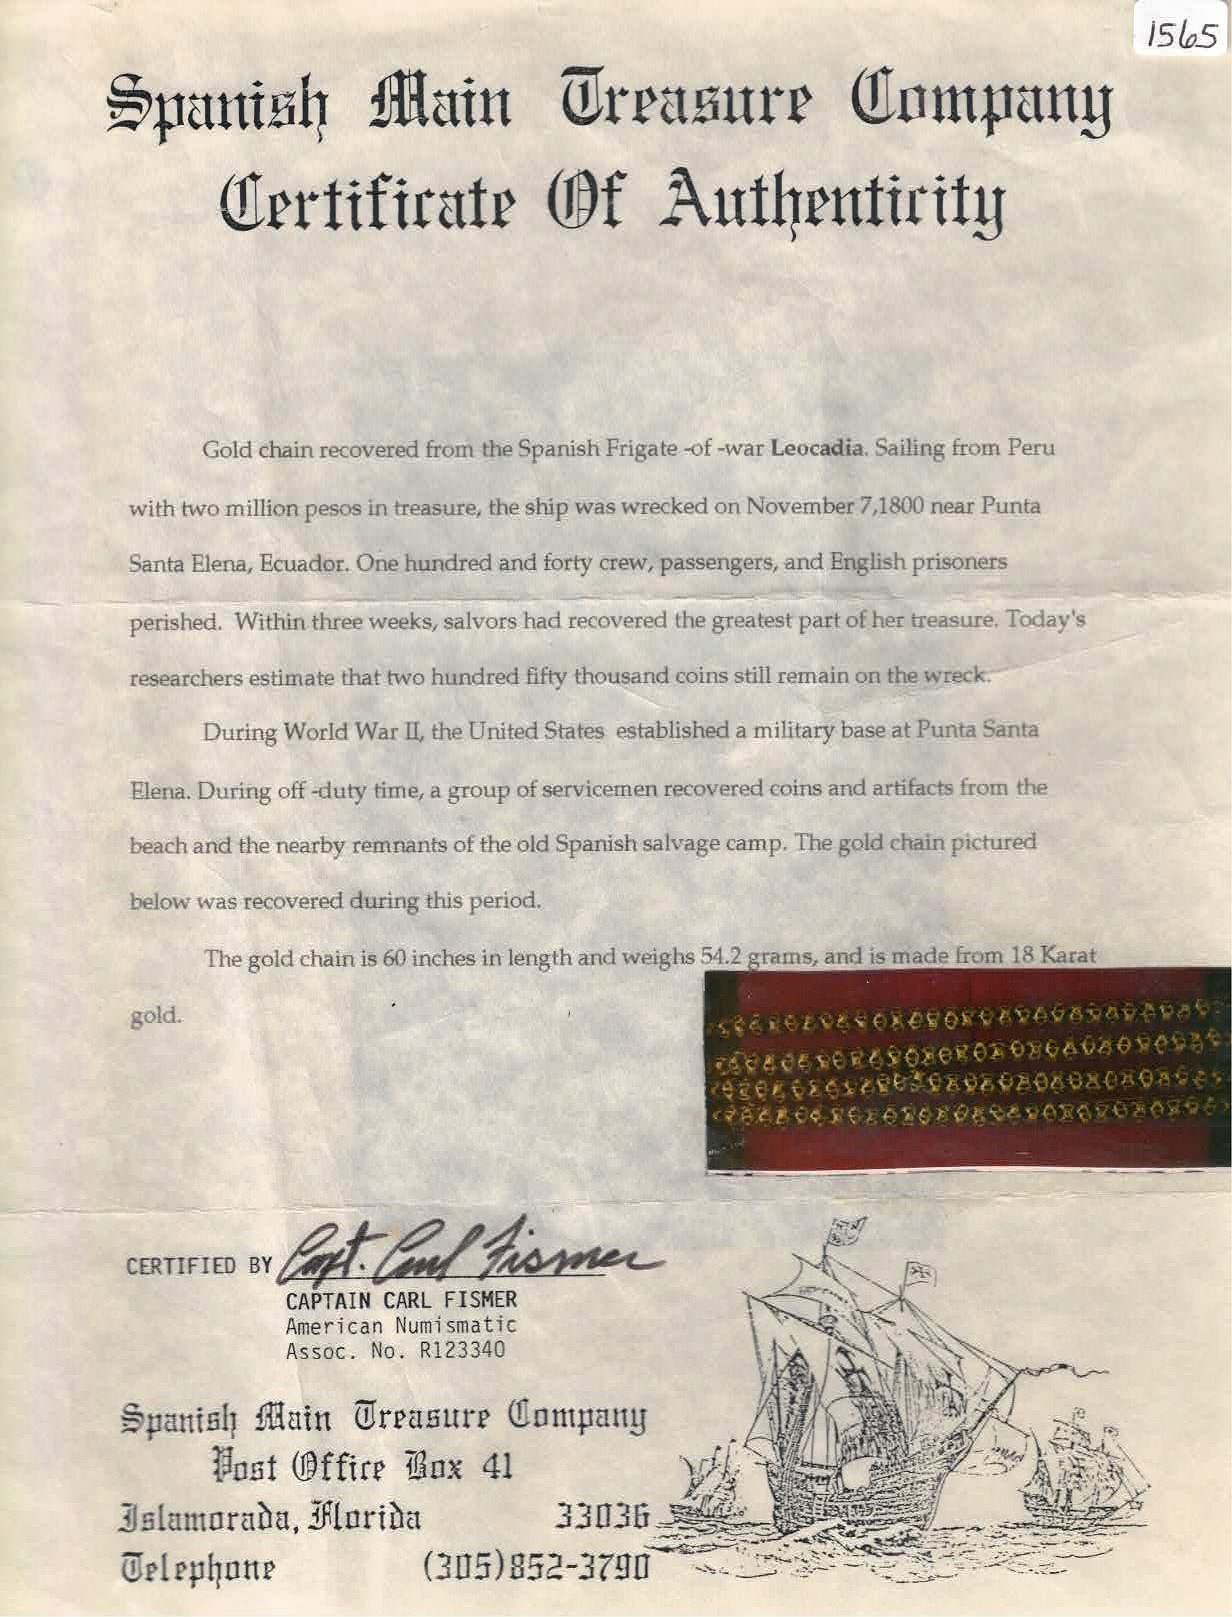 1565
Spanish Main Treasure Company
Certificate Of Authenticity
Gold chain recovered from the Spanish Frigate -of -war Leocadia. Sailing from Peru
with two million pesos in treasure, the ship was wrecked on November 7,1800 near Punta
Santa Elena, Ecuador. One hundred and forty crew, passengers, and English prisoners
perished. Within three weeks, salvors had recovered the greatest part of her treasure. Today's
researchers estimate that two hundred fifty thousand coins still remain on the wreck.
During World War II, the United States established a military base at Punta Santa
Elena. During off -duty time, a group of servicemen recovered coins and artifacts from the
beach and the nearby remnants of the old Spanish salvage camp. The gold chain pictured
below was recovered during this period.
The gold chain is 60 inches in length and weighs 54.2 grams, and is made from 18 Karat
gold.
CERTIFIED BY Capt. Carl Fismer
CAPTAIN CARL FISMER
American Numismatic
Assoc. No. R123340
Spanish Main Treasure Company
Post Office Box 41
Islamorada, Florida 33036
Telephone (305)852-3790